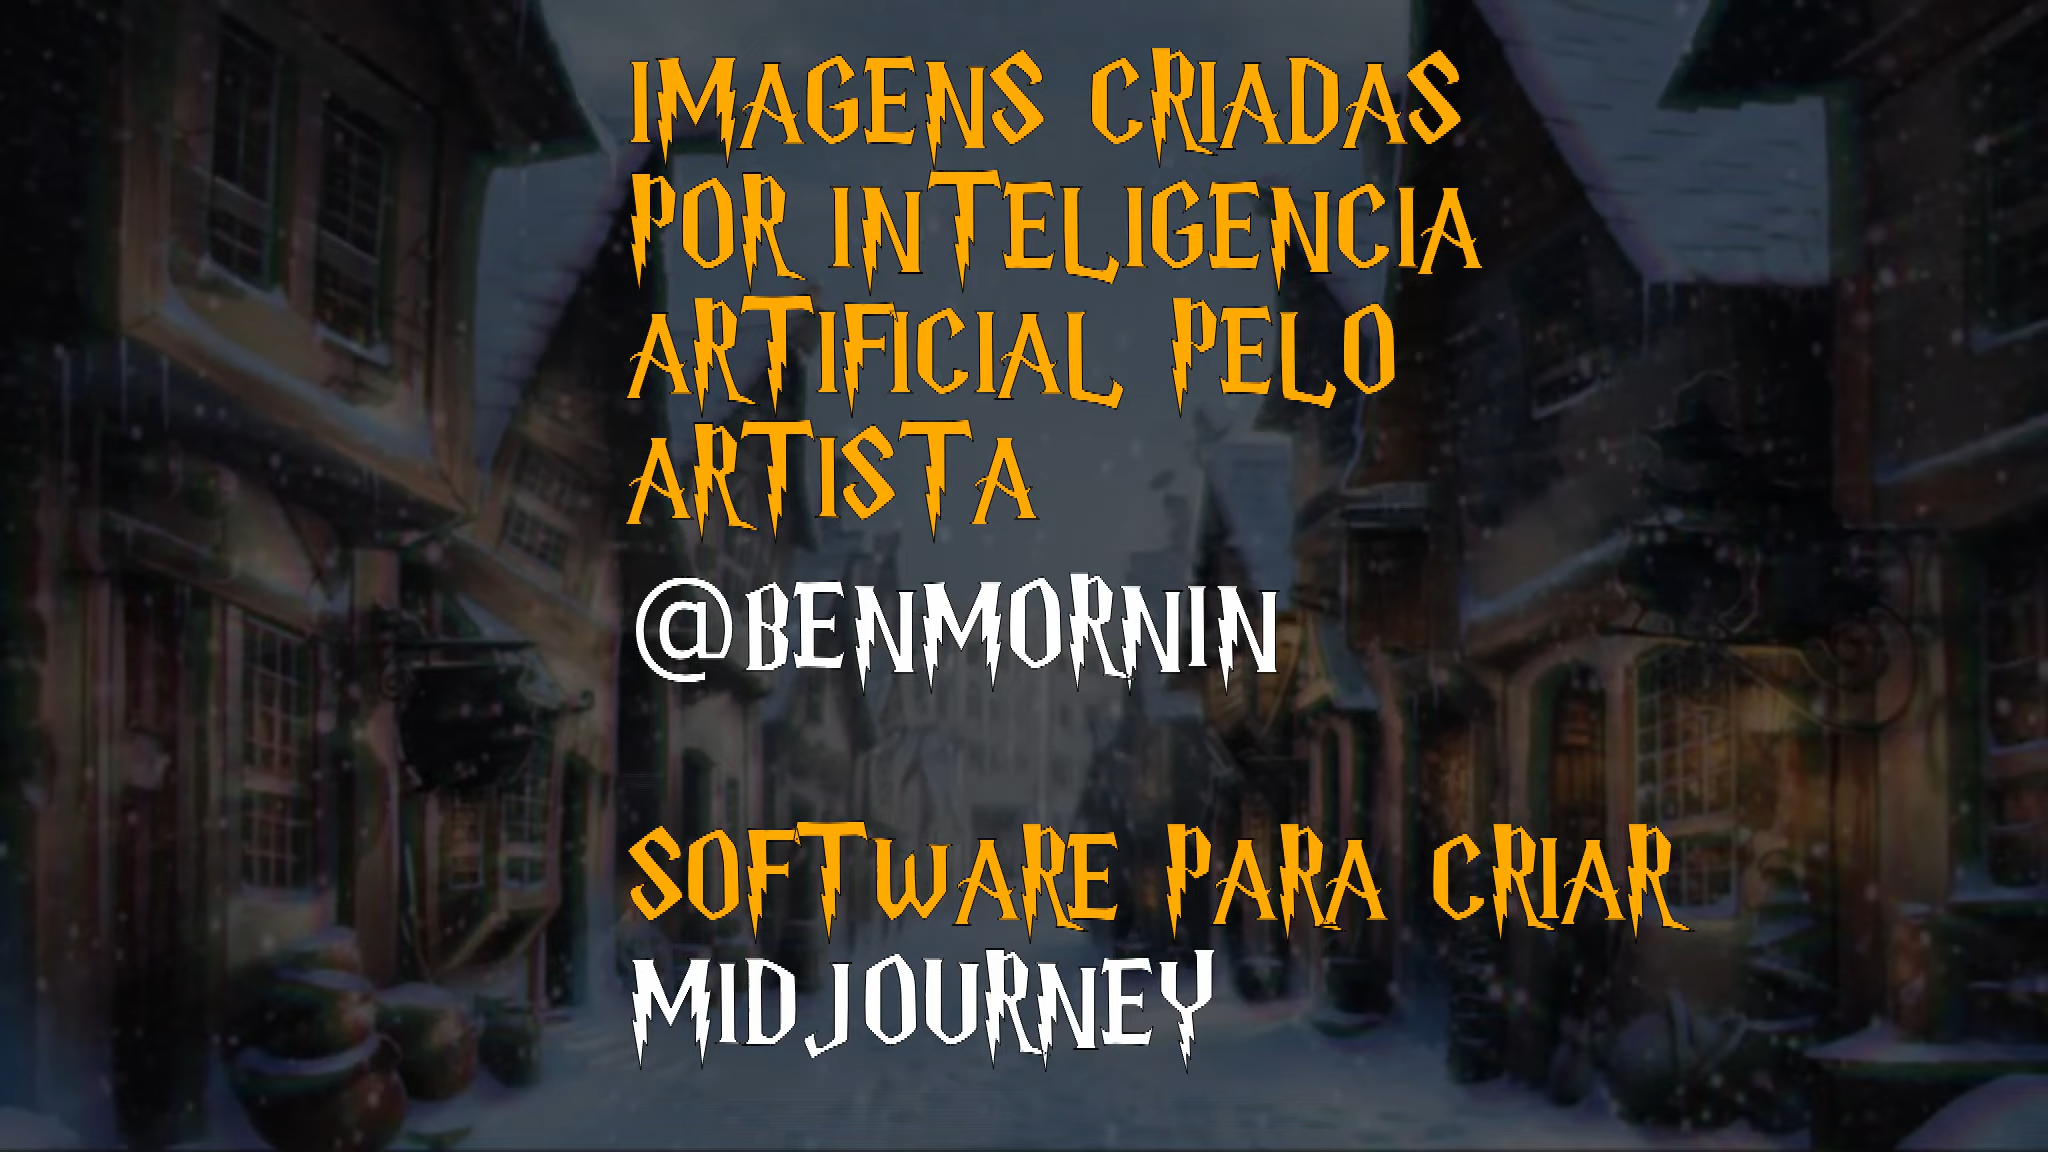 IMAGENS CRIADAS
POR INTELIGENCIA
ARTIFICIAL PELO
ARTISTA
@BENMORNIN
SOFTWARE PARA CRIAR
MIDJOURNEY